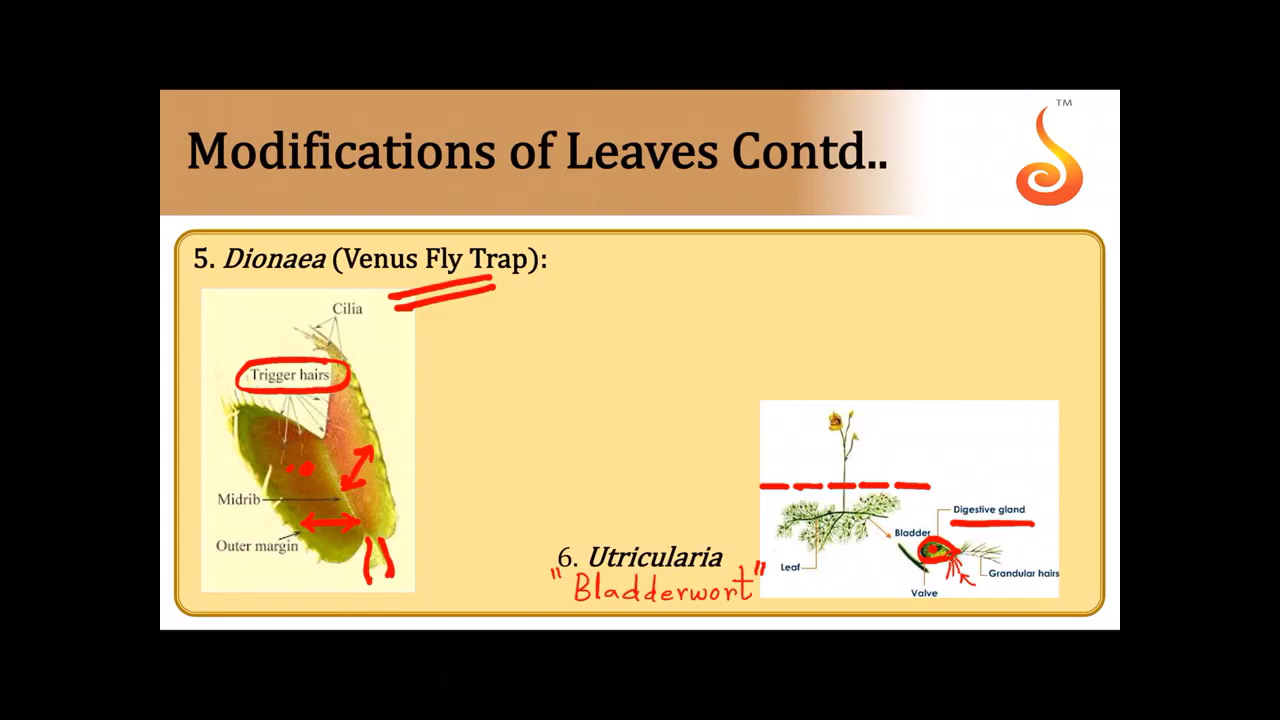 TM
Modifications of Leaves Contd..
5. Dionaea (Venus Fly Trap):
Cilia
Trigger hairs
Midrib
Outer margin
6. Utricularia
"Bladderwort"
Digestive gland
Bladder
Leaf
Grandular hairs
Valve